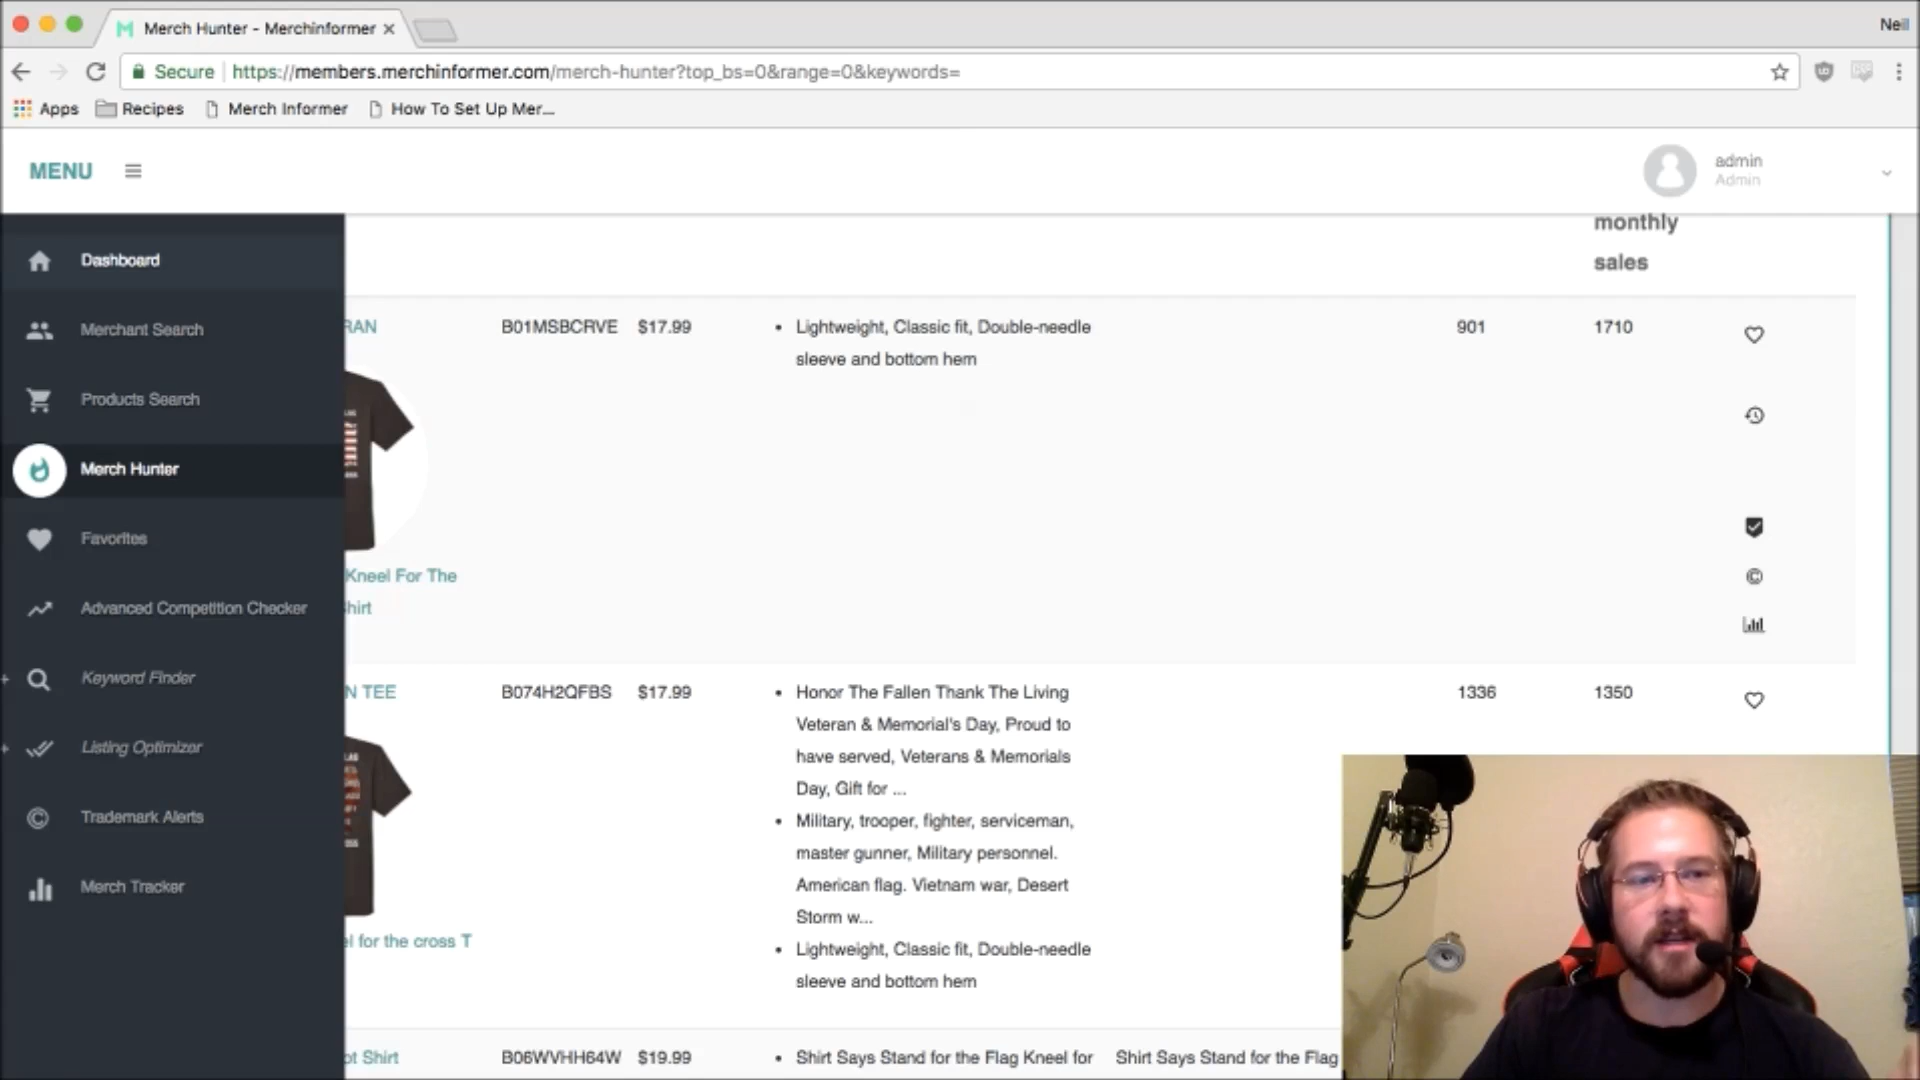 Merch Hunter - Merchinformer
Neil
Secure
https://members.merchinformer.com/merch-hunter?top_bs=0&range=0&keywords=
Apps
Recipes
Merch Informer
How To Set Up Mer...
MENU
admin
Admin
Dashboard
Merchant Search
Products Search
Merch Hunter
Favorites
Advanced Competition Checker
Keyword Finder
Listing Optimizer
Trademark Alerts
Merch Tracker
monthly
sales
RAN
B01MSBCRVE
$17.99
Lightweight, Classic fit, Double-needle
sleeve and bottom hem
901
1710
Kneel For The
hirt
N TEE
B074H2QFBS
$17.99
Honor The Fallen Thank The Living
Veteran & Memorial's Day, Proud to
have served, Veterans & Memorials
Day, Gift for ...
Military, trooper, fighter, serviceman,
master gunner, Military personnel.
American flag. Vietnam war, Desert
Storm w...
Lightweight, Classic fit, Double-needle
sleeve and bottom hem
1336
1350
el for the cross T
ot Shirt
B06WVHH64W
$19.99
Shirt Says Stand for the Flag Kneel for
Shirt Says Stand for the Flag